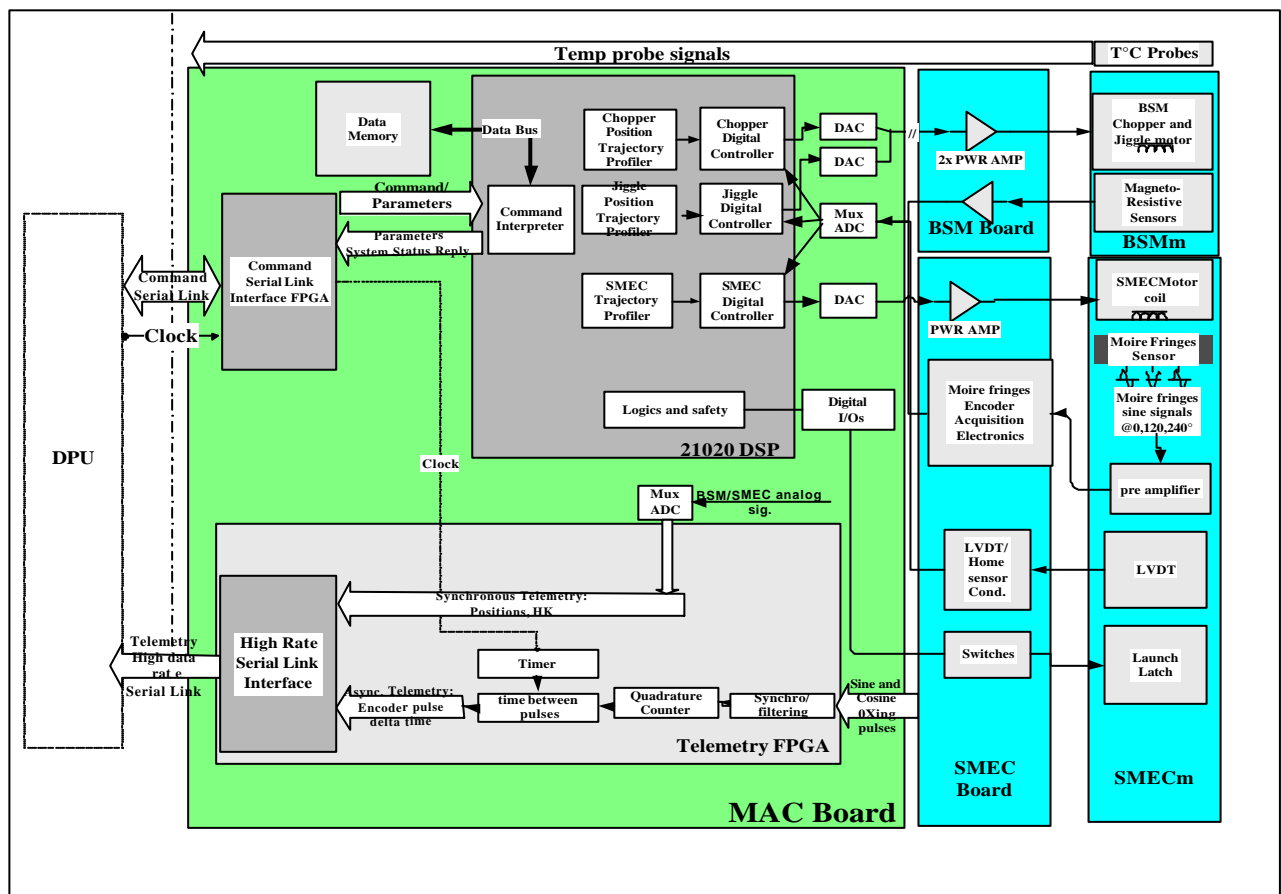 Temp probe signals
T°C Probes
Data
Memory
Data Bus
Chopper
Position
Trajectory
Profiler
Chopper
Digital
Controller
DAC
//
2x PWR AMP
BSM
Chopper and
Jiggle motor
DAC
Command/
Parameters
Command
Interpreter
Jiggle
Position
Trajectory
Profiler
Jiggle
Digital
Controller
Mux
ADC
BSM Board
Magneto-
Resistive
Sensors
BSMm
Parameters
System Status Reply
Command
Serial Link
Command
Serial Link
Interface FPGA
Clock
SMEC
Trajectory
Profiler
SMEC
Digital
Controller
DAC
PWR AMP
SMECMotor
coil
Moire Fringes
Sensor
Moire fringes
sine signals
@0,120,240°
Moire fringes
Encoder
Acquisition
Electronics
pre amplifier
Logics and safety
Digital
I/Os
21020 DSP
DPU
Clock
Mux
ADC
BSM/SMEC analog
sig.
LVDT/
Home
sensor
Cond.
LVDT
Synchronous Telemetry:
Positions, HK
High Rate
Serial Link
Interface
Telemetry
High data
rat e
Serial Link
Timer
Async. Telemetry:
Encoder pulse
delta time
time between
pulses
Quadrature
Counter
Synchro/
filtering
Sine and
Cosine
0Xing
pulses
Switches
Launch
Latch
Telemetry FPGA
SMEC
Board
SMECm
MAC Board